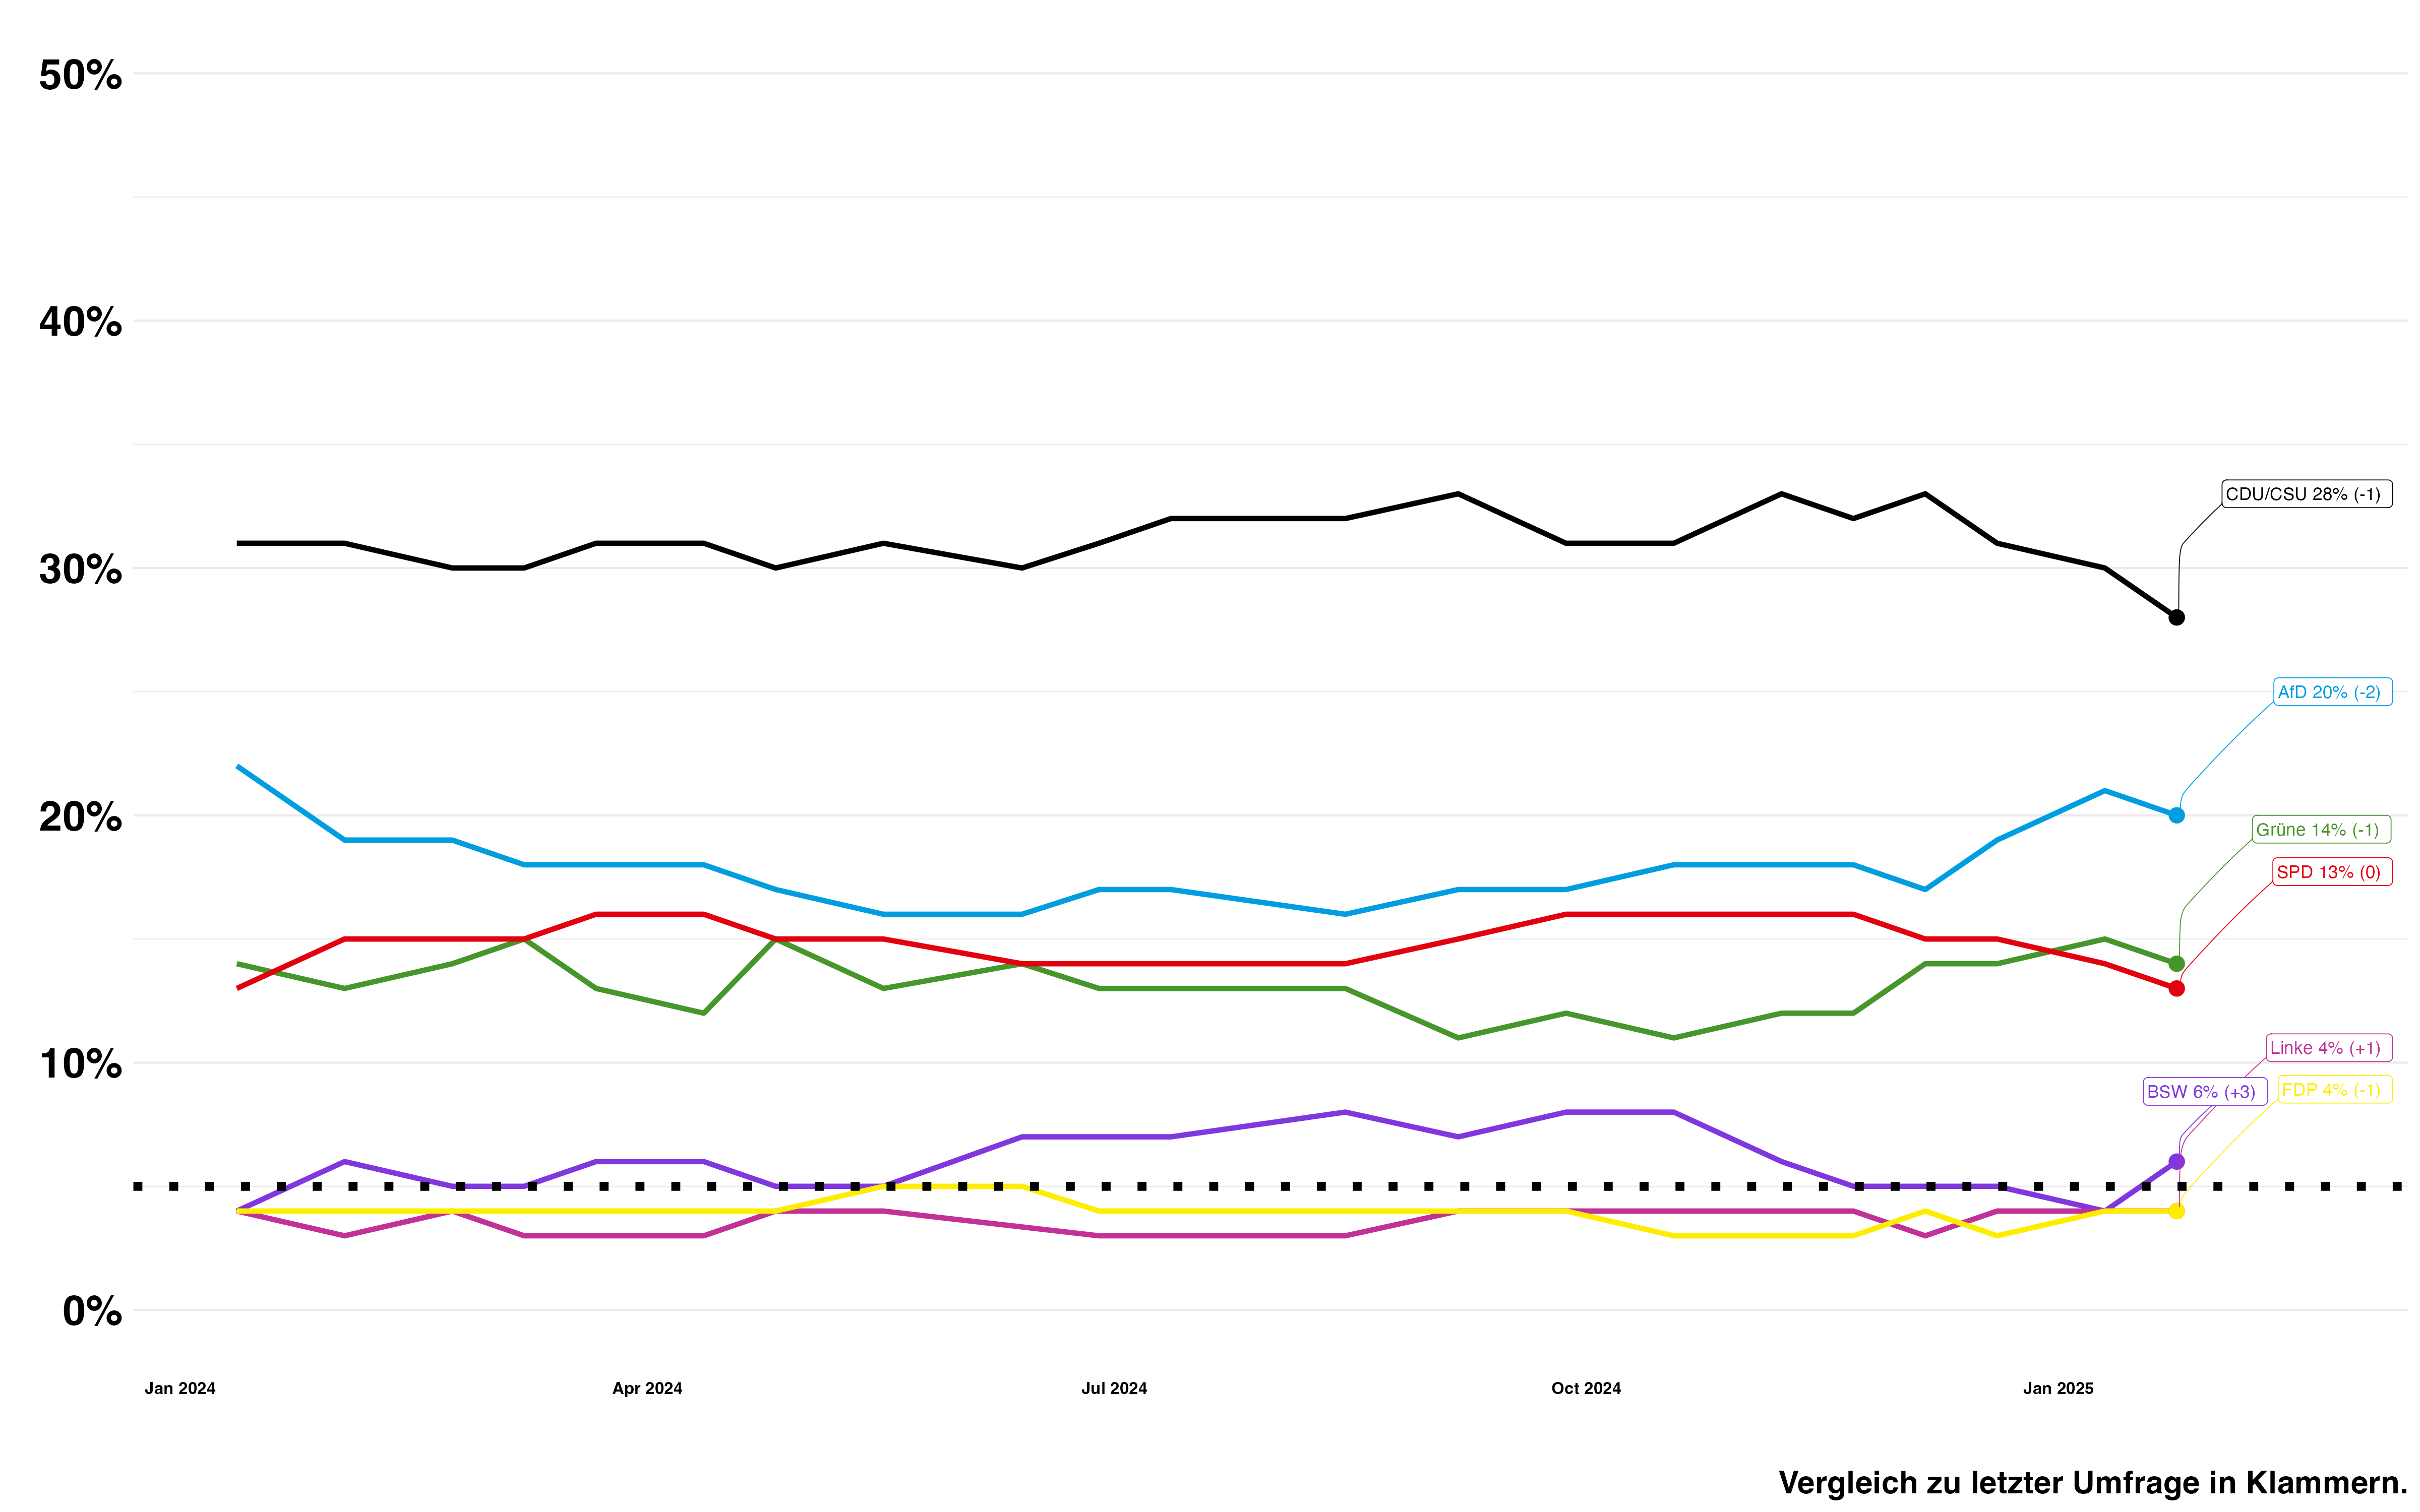 50%
40%
30%
20%
10%
0%
CDU/CSU 28% (-1)
AfD 20% (-2)
Grüne 14% (-1)
SPD 13% (0)
Linke 4% (+1)
BSW 6% (+3)
FDP 4% (-1)
Jan 2024
Apr 2024
Jul 2024
Oct 2024
Jan 2025
Vergleich zu letzter Umfrage in Klammern.